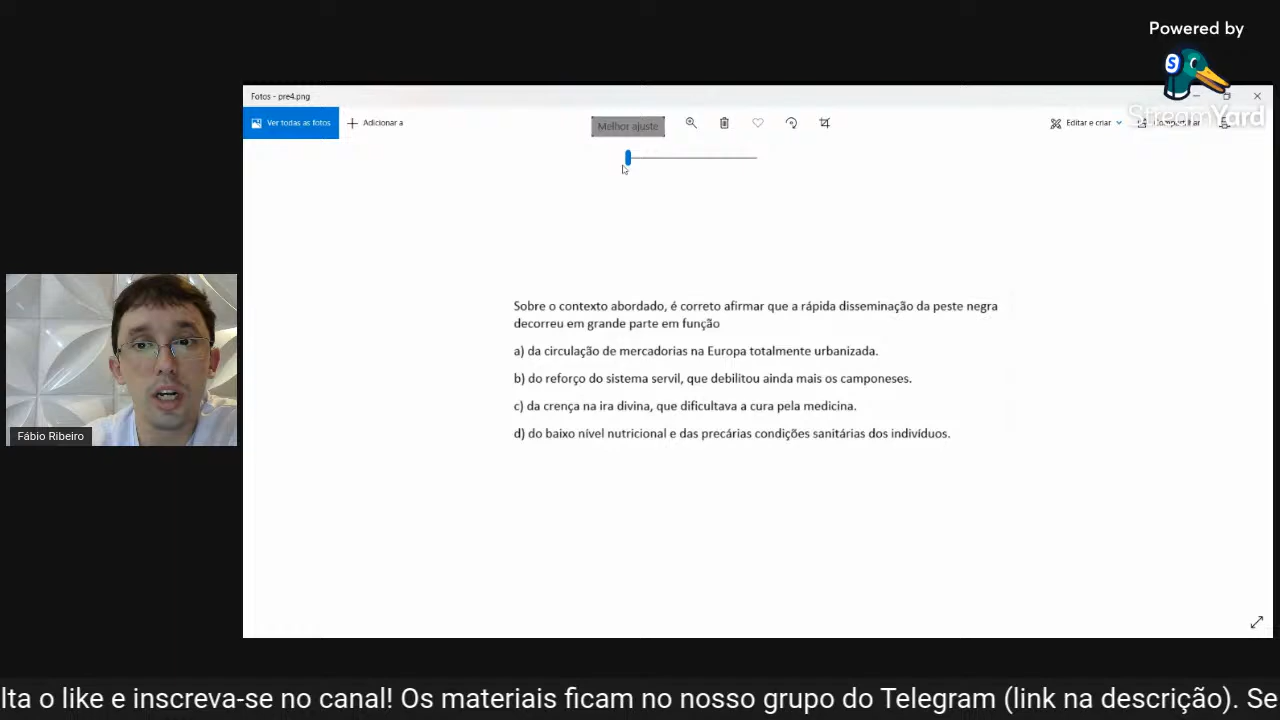 Powered by
StreamYard
Fotos - pre4.png
Ver todas as fotos
Adicionar a
Melhor ajuste
Editar e criar
Compartilhar
Sobre o contexto abordado, é correto afirmar que a rápida disseminação da peste negra
decorreu em grande parte em função
a) da circulação de mercadorias na Europa totalmente urbanizada.
b) do reforço do sistema servil, que debilitou ainda mais os camponeses.
c) da crença na ira divina, que dificultava a cura pela medicina.
d) do baixo nível nutricional e das precárias condições sanitárias dos indivíduos.
Fábio Ribeiro
lta o like e inscreva-se no canal! Os materiais ficam no nosso grupo do Telegram (link na descrição). Se